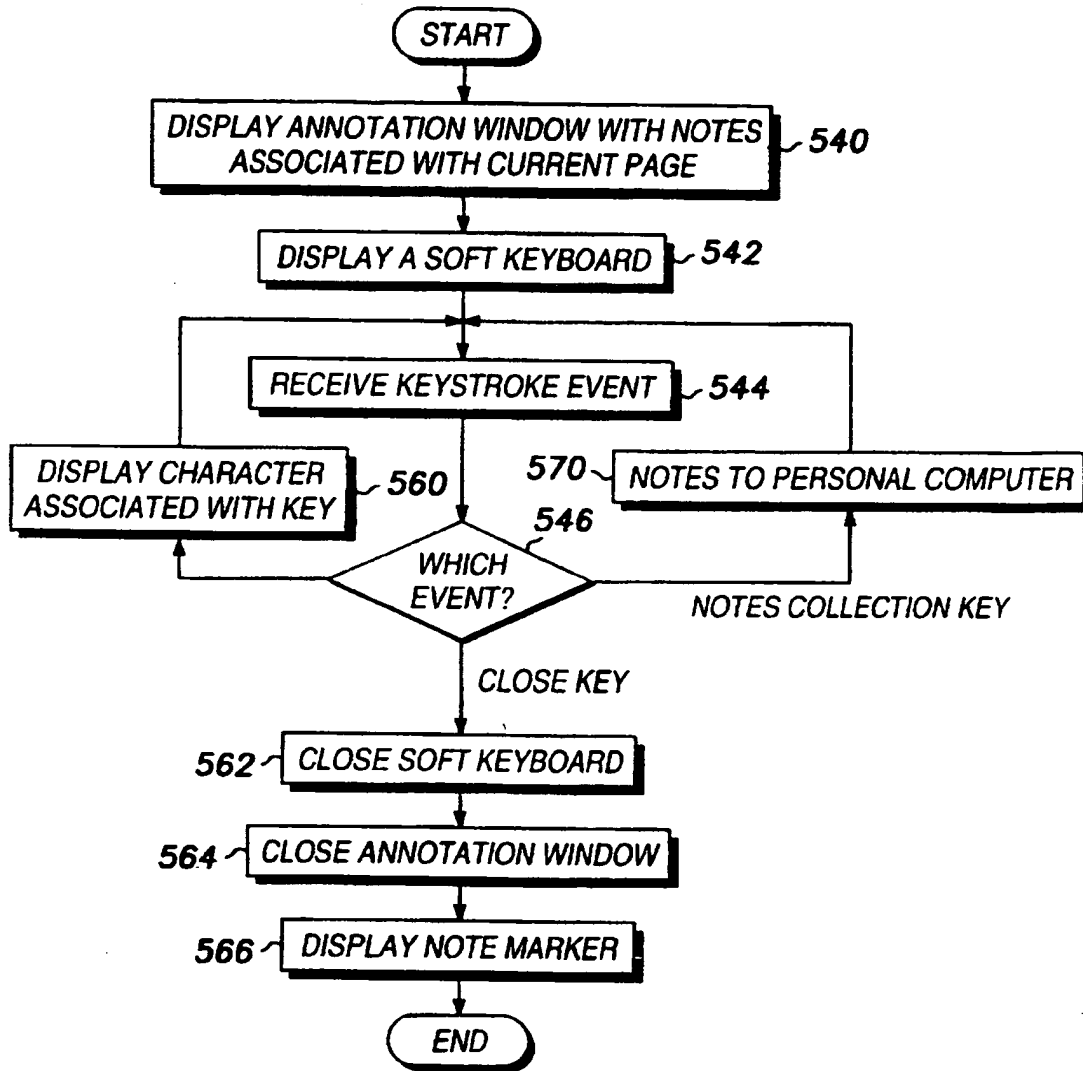 START
DISPLAY ANNOTATION WINDOW WITH NOTES
ASSOCIATED WITH CURRENT PAGE
540
DISPLAY A SOFT KEYBOARD
542
RECEIVE KEYSTROKE EVENT
544
DISPLAY CHARACTER
ASSOCIATED WITH KEY
560
570
NOTES TO PERSONAL COMPUTER
546
WHICH
EVENT?
NOTES COLLECTION KEY
CLOSE KEY
562
CLOSE SOFT KEYBOARD
564
CLOSE ANNOTATION WINDOW
566
DISPLAY NOTE MARKER
END